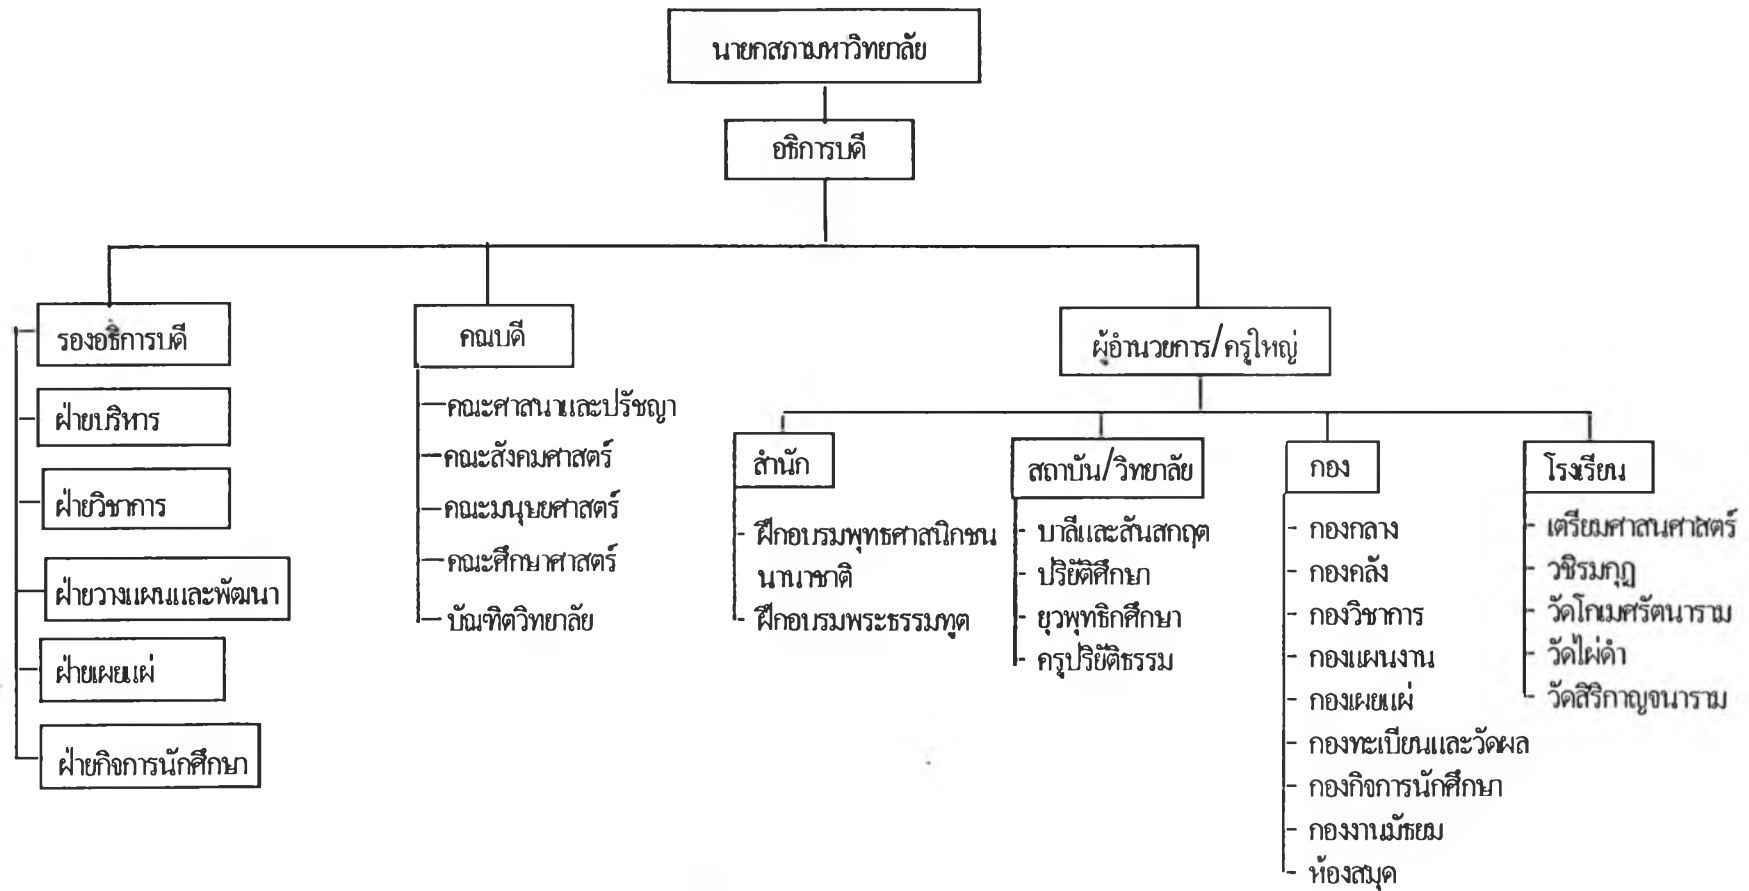 นายกสภามหาวิทยาลัย
อธิการบดี
รองอธิการบดี
ฝ่ายบริหาร
ฝ่ายวิชาการ
ฝ่ายวางแผนและพัฒนา
ฝ่ายเผยแผ่
ฝ่ายกิจการนักศึกษา
คณบดี
คณะศาสนาและปรัชญา
คณะสังคมศาสตร์
คณะมนุษยศาสตร์
คณะศึกษาศาสตร์
บัณฑิตวิทยาลัย
ผู้อำนวยการ/ครูใหญ่
สำนัก
- ฝึกอบรมพุทธศาสนิกชน
นานาชาติ
- ฝึกอบรมพระธรรมทูต
สถาบัน/วิทยาลัย
- บาลีและสันสกฤต
- ปริยัติศึกษา
- ยุวพุทธิกศึกษา
- ครูปริยัติธรรม
กอง
- กองกลาง
- กองคลัง
- กองวิชาการ
- กองแผนงาน
- กองเผยแผ่
- กองทะเบียนและวัดผล
- กองกิจการนักศึกษา
- กองงานมัธยม
- ห้องสมุด
โรงเรียน
- เตรียมศาสนศาสตร์
- วชิรมกุฎ
- วัดโกเมศรัตนาราม
- วัดไผ่ดำ
- วัดสิริกาญจนาราม